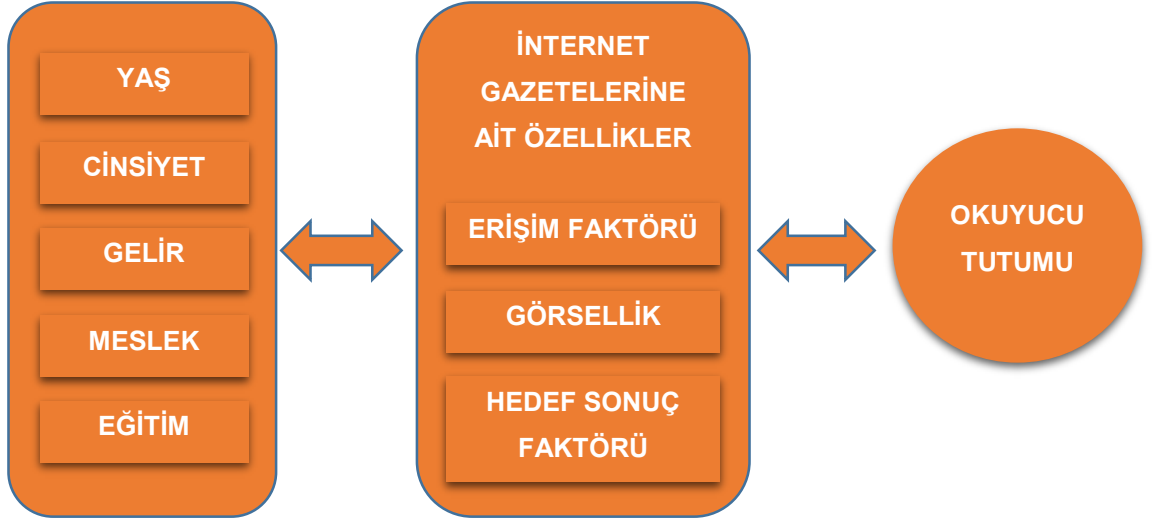 YAŞ
CİNSİYET
GELİR
MESLEK
EĞİTİM
İNTERNET
GAZETELERİNE
AİT ÖZELLİKLER
ERİŞİM FAKTÖRÜ
GÖRSELLİK
HEDEF SONUÇ
FAKTÖRÜ
OKUYUCU
TUTUMU